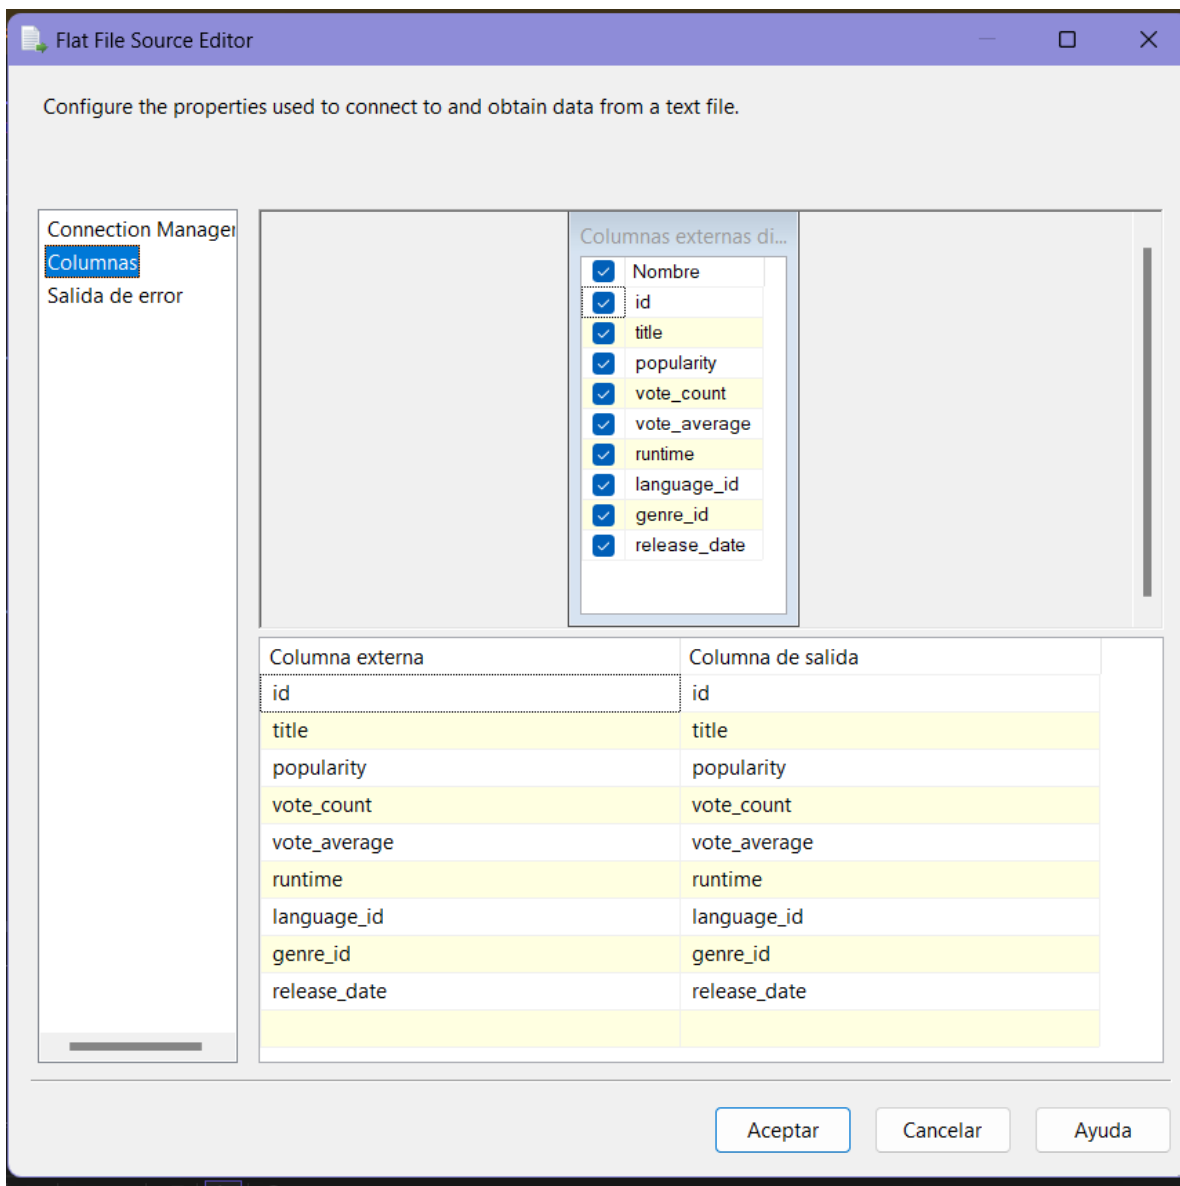 Flat File Source Editor
Configure the properties used to connect to and obtain data from a text file.
Connection Manager
Columnas
Salida de error
Columnas externas di...
Nombre
id
title
popularity
vote_count
vote_average
runtime
language_id
genre_id
release_date
Columna externa Columna de salida
id id
title title
popularity popularity
vote_count vote_count
vote_average vote_average
runtime runtime
language_id language_id
genre_id genre_id
release_date release_date
Aceptar Cancelar Ayuda